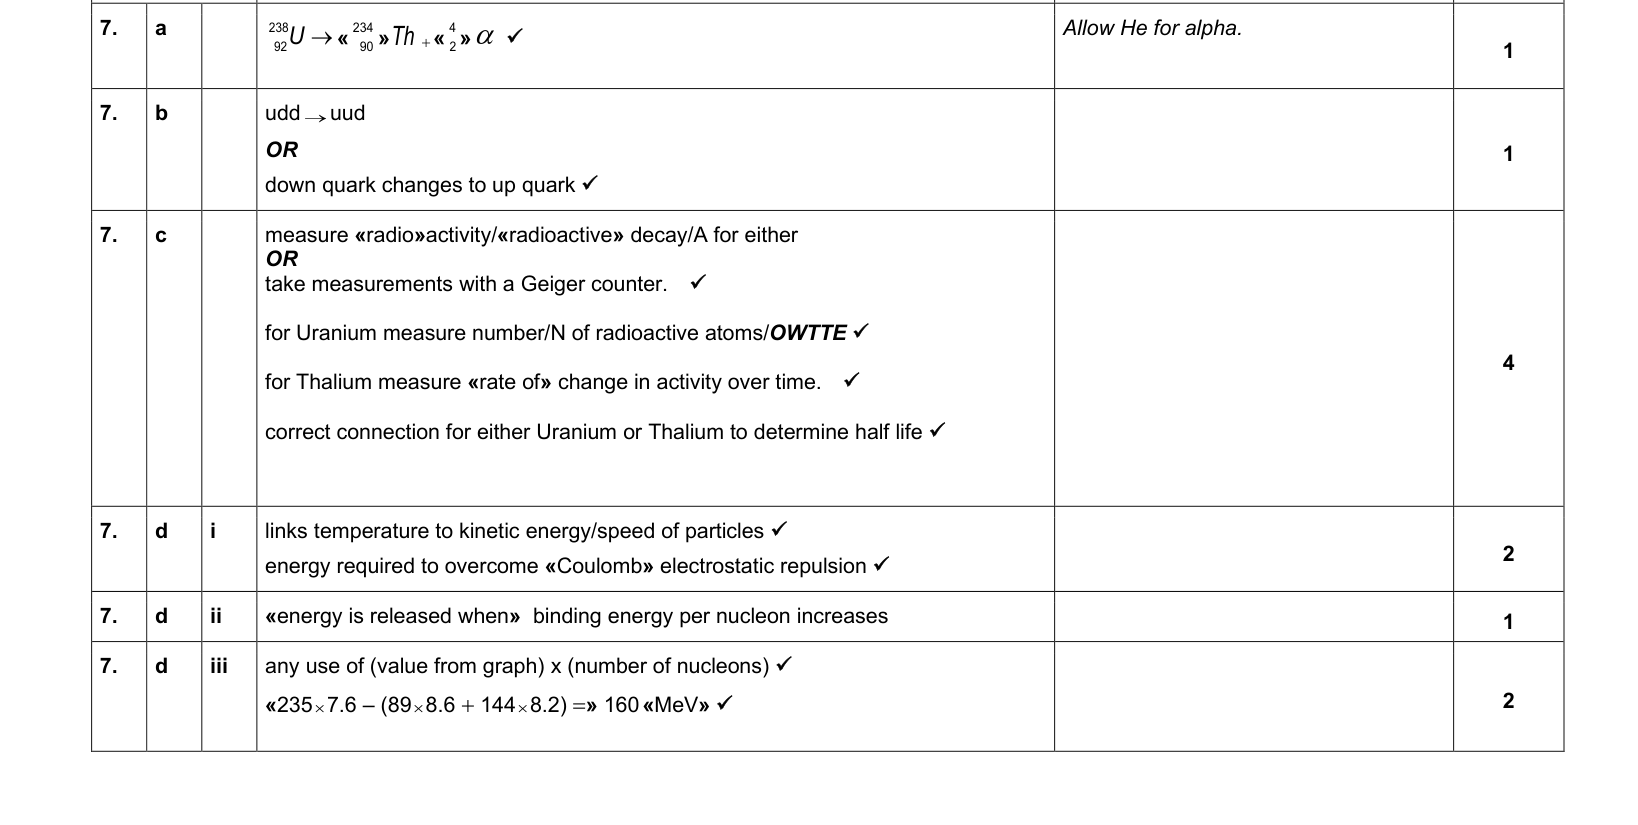 7. a ²³⁸₉₂U → « ²³⁴₉₀ » Th + « ⁴₂ » α ✓ Allow He for alpha. 1
7. b udd → uud
OR
1
down quark changes to up quark ✓
7. c measure «radio»activity/«radioactive» decay/A for either
OR
take measurements with a Geiger counter. ✓
for Uranium measure number/N of radioactive atoms/OWTTE ✓
4
for Thalium measure «rate of» change in activity over time. ✓
correct connection for either Uranium or Thalium to determine half life ✓
7. d i links temperature to kinetic energy/speed of particles ✓
2
energy required to overcome «Coulomb» electrostatic repulsion ✓
7. d ii «energy is released when» binding energy per nucleon increases 1
7. d iii any use of (value from graph) x (number of nucleons) ✓
«235×7.6 – (89×8.6 + 144×8.2) =» 160 «MeV» ✓ 2